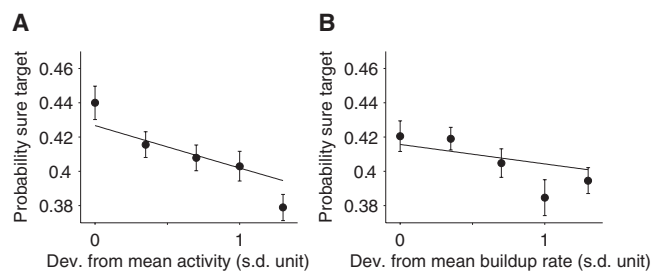 A
Probability sure target
0.46
0.44
0.42
0.4
0.38
0
1
Dev. from mean activity (s.d. unit)
B
Probability sure target
0.46
0.44
0.42
0.4
0.38
0
1
Dev. from mean buildup rate (s.d. unit)